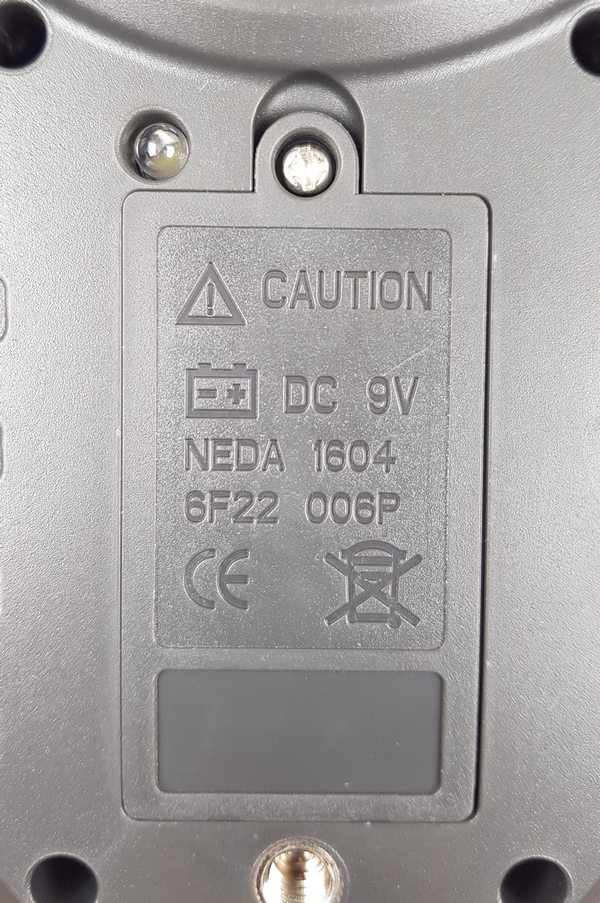 CAUTION
DC 9V
NEDA 1604
6F22 006P
CE